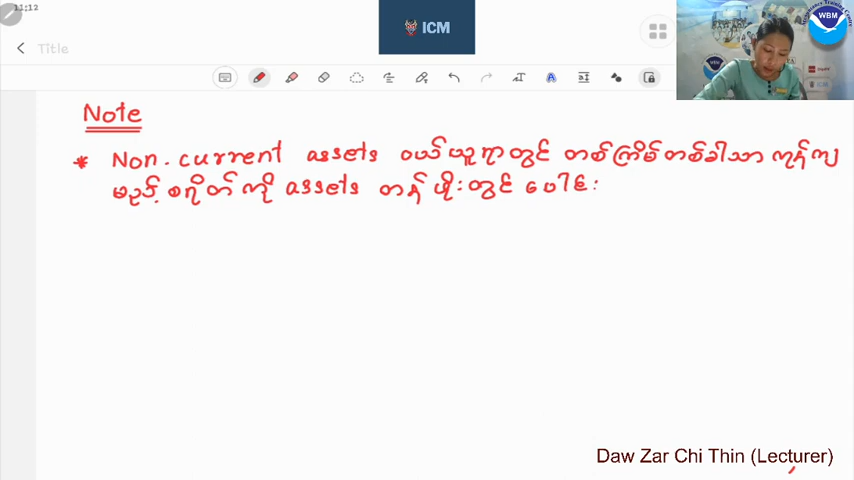 11:12
ICM
Title
WBM
Note
* Non-current assets ဝယ်ယူရာတွင် တစ်ကြိမ်တစ်ခါသာ ကုန်ကျ
မည့် စရိတ်ကို assets တန်ဖိုးတွင် ပေါင်း
Daw Zar Chi Thin (Lecturer)